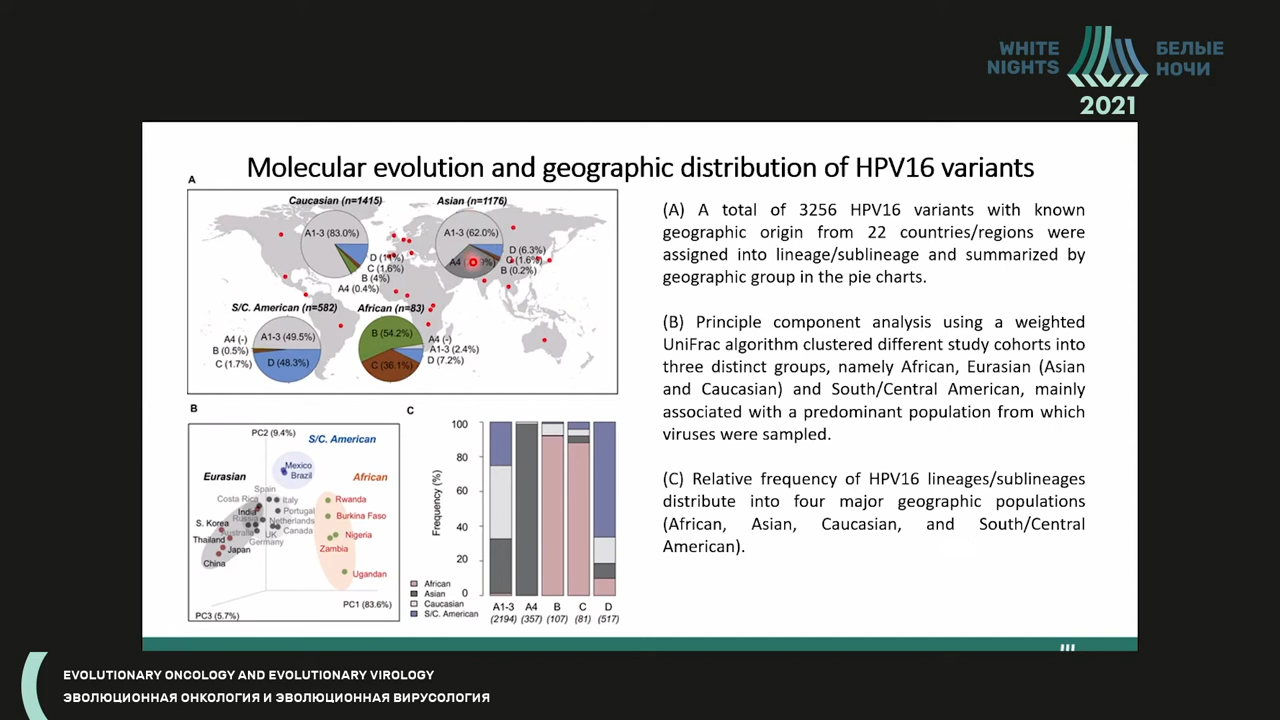 WHITE
NIGHTS
БЕЛЫЕ
НОЧИ
2021
Molecular evolution and geographic distribution of HPV16 variants
A
Caucasian (n=1415)
A1-3 (83.0%)
C (1.6%)
B (4%)
A4 (0.4%)
Asian (n=1176)
A1-3 (62.0%)
A4
D (6.3%)
C (1.6%)
B (0.2%)
S/C. American (n=582)
A1-3 (49.5%)
A4 (-)
B (0.5%)
C (1.7%)
D (48.3%)
African (n=83)
B (54.2%)
A4 (-)
A1-3 (2.4%)
D (7.2%)
C (36.1%)
B
PC2 (9.4%)
S/C. American
Mexico
Brazil
Eurasian
African
Spain
Costa Rica
Italy
Rwanda
India
Portugal
Burkina Faso
S. Korea
Russia
Netherlands
Australia
UK
Canada
Nigeria
Thailand
Germany
Japan
Zambia
China
Ugandan
PC1 (83.6%)
PC3 (5.7%)
C
Frequency (%)
100
80
60
40
20
0
African
Asian
Caucasian
S/C. American
A1-3 A4 B C D
(2194) (357) (107) (81) (517)
(A) A total of 3256 HPV16 variants with known
geographic origin from 22 countries/regions were
assigned into lineage/sublineage and summarized by
geographic group in the pie charts.
(B) Principle component analysis using a weighted
UniFrac algorithm clustered different study cohorts into
three distinct groups, namely African, Eurasian (Asian
and Caucasian) and South/Central American, mainly
associated with a predominant population from which
viruses were sampled.
(C) Relative frequency of HPV16 lineages/sublineages
distribute into four major geographic populations
(African, Asian, Caucasian, and South/Central
American).
EVOLUTIONARY ONCOLOGY AND EVOLUTIONARY VIROLOGY
ЭВОЛЮЦИОННАЯ ОНКОЛОГИЯ И ЭВОЛЮЦИОННАЯ ВИРУСОЛОГИЯ